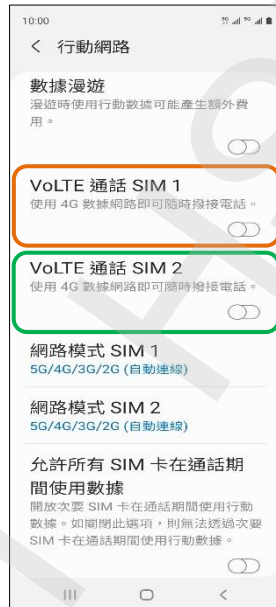 10:00
5G 5G
< 行動網路
數據漫遊
漫遊時使用行動數據可能產生額外費
用。
VoLTE 通話 SIM 1
使用 4G 數據網路即可隨時撥接電話。
VoLTE 通話 SIM 2
使用 4G 數據網路即可隨時撥接電話。
網路模式 SIM 1
5G/4G/3G/2G (自動連線)
網路模式 SIM 2
5G/4G/3G/2G (自動連線)
允許所有 SIM 卡在通話期
間使用數據
開放次要 SIM 卡在通話期間使用行動
數據。如關閉此選項，則無法透過次要
SIM 卡在通話期間使用行動數據。